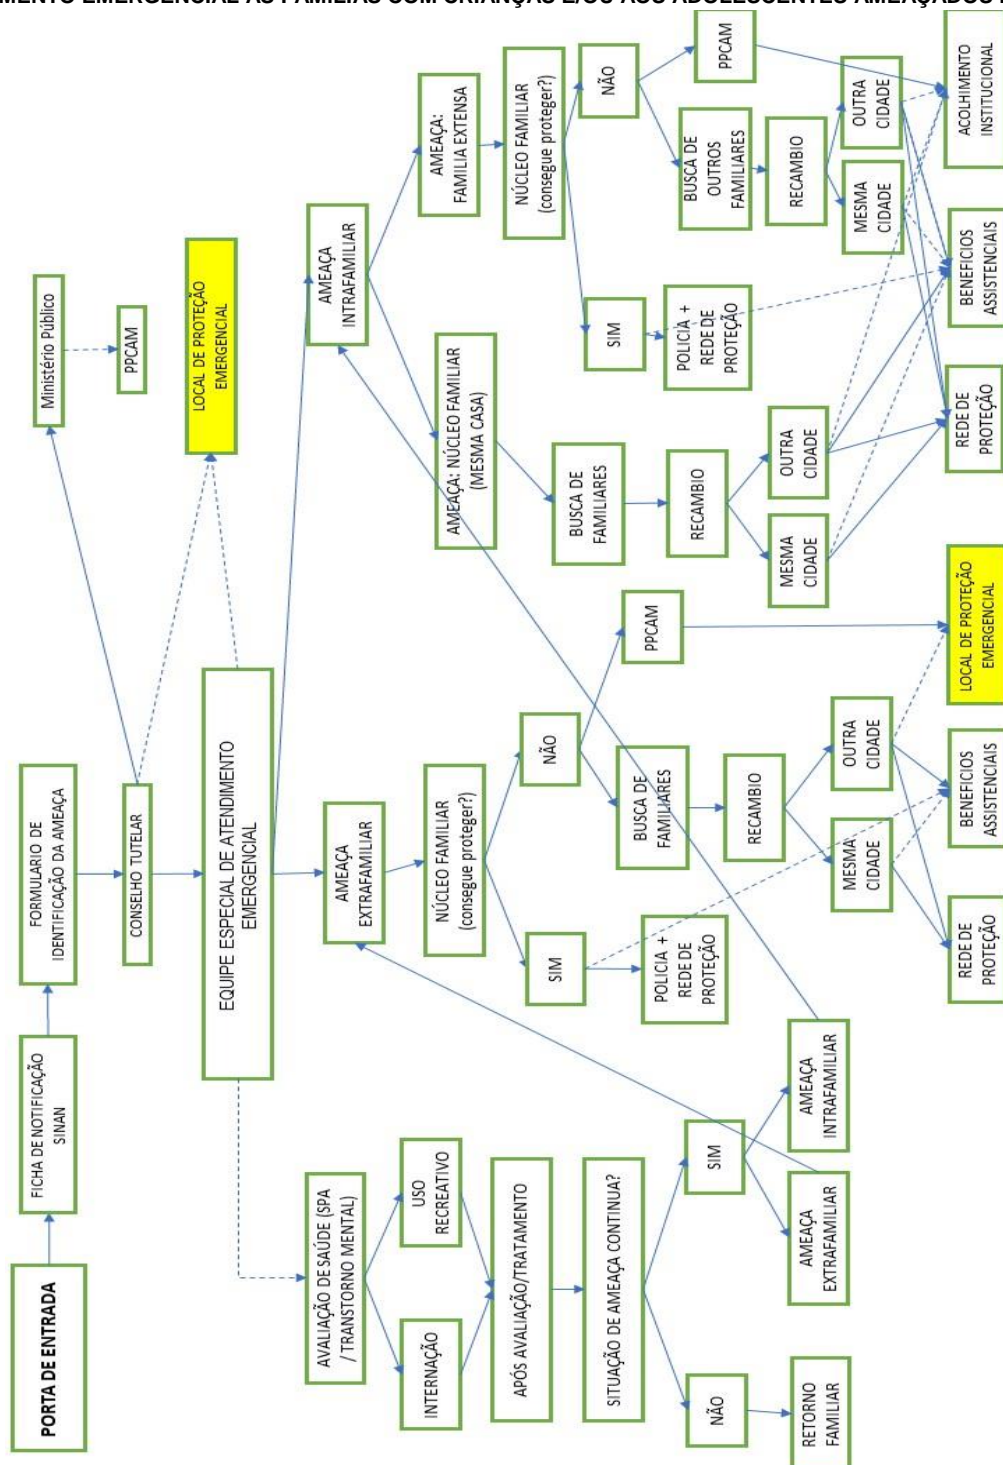 MENTO EMERGENCIAL ÀS FAMÍLIAS COM CRIANÇAS E/OU AOS ADOLESCENTES AMEAÇADOS
PORTA DE ENTRADA
FICHA DE NOTIFICAÇÃO
SINAN
FORMULARIO DE
IDENTIFICAÇÃO DA AMEAÇA
CONSELHO TUTELAR
Ministério Público
PPCAM
LOCAL DE PROTEÇÃO
EMERGENCIAL
EQUIPE ESPECIAL DE ATENDIMENTO
EMERGENCIAL
AVALIAÇÃO DE SAÚDE (SPA
/ TRANSTORNO MENTAL)
INTERNAÇÃO
USO
RECREATIVO
APÓS AVALIAÇÃO/TRATAMENTO
SITUAÇÃO DE AMEAÇA CONTINUA?
NÃO
SIM
RETORNO
FAMILIAR
AMEAÇA
EXTRAFAMILIAR
AMEAÇA
INTRAFAMILIAR
AMEAÇA
EXTRAFAMILIAR
NÚCLEO FAMILIAR
(consegue proteger?)
SIM
NÃO
POLICIA +
REDE DE
PROTEÇÃO
BUSCA DE
FAMILIARES
PPCAM
RECAMBIO
MESMA
CIDADE
OUTRA
CIDADE
REDE DE
PROTEÇÃO
BENEFICIOS
ASSISTENCIAIS
LOCAL DE PROTEÇÃO
EMERGENCIAL
AMEAÇA
INTRAFAMILIAR
AMEAÇA: NÚCLEO FAMILIAR
(MESMA CASA)
AMEAÇA:
FAMILIA EXTENSA
BUSCA DE
FAMILIARES
RECAMBIO
MESMA
CIDADE
OUTRA
CIDADE
NÚCLEO FAMILIAR
(consegue proteger?)
SIM
NÃO
POLICIA +
REDE DE
PROTEÇÃO
BUSCA DE
OUTROS
FAMILIARES
PPCAM
RECAMBIO
MESMA
CIDADE
OUTRA
CIDADE
REDE DE
PROTEÇÃO
BENEFICIOS
ASSISTENCIAIS
ACOLHIMENTO
INSTITUCIONAL